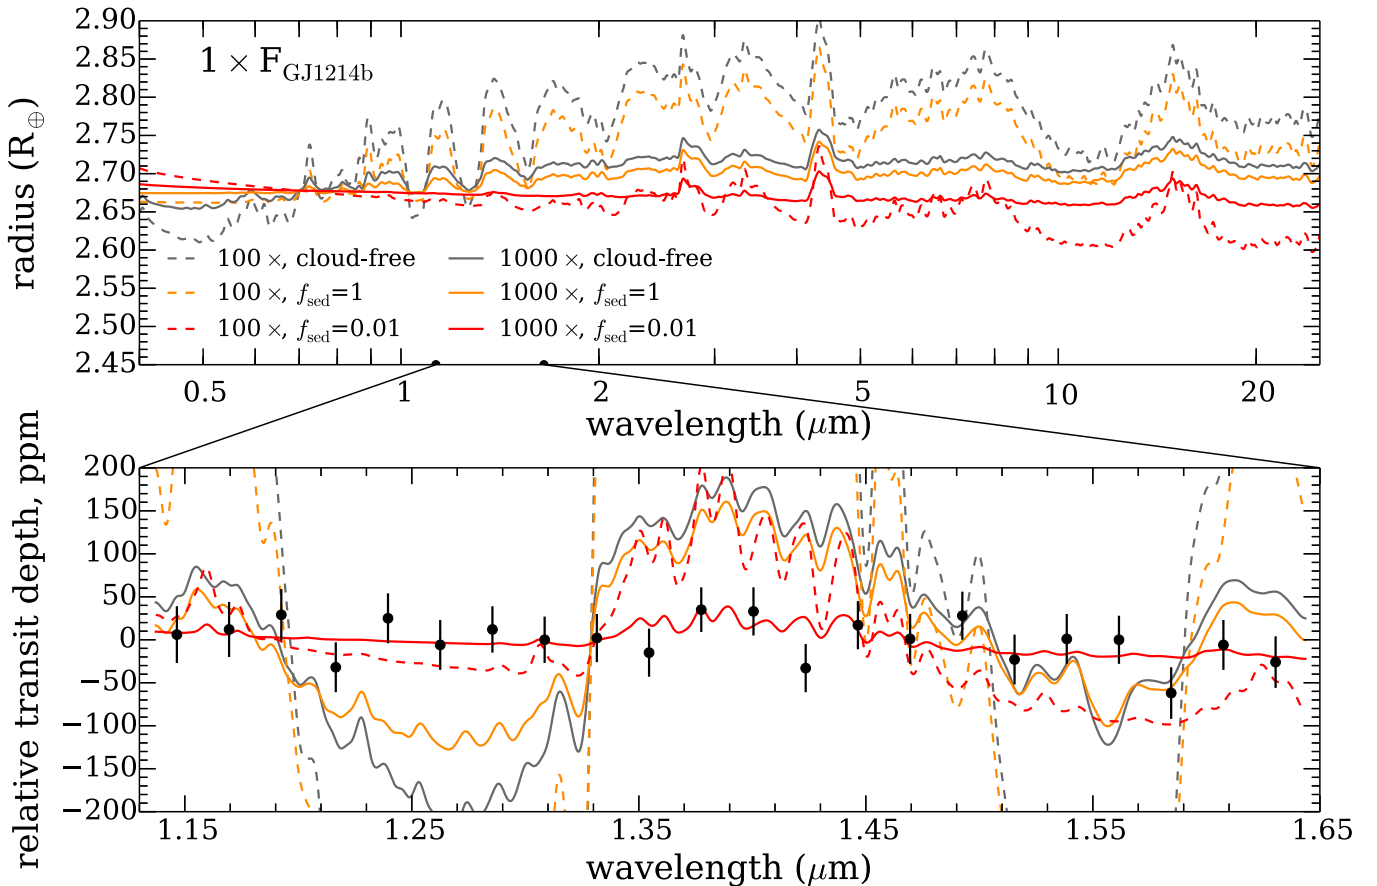 1 × F_GJ1214b
radius (R⊕)
2.90
2.85
2.80
2.75
2.70
2.65
2.60
2.55
2.50
2.45
100 ×, cloud-free
100 ×, f_sed=1
100 ×, f_sed=0.01
1000 ×, cloud-free
1000 ×, f_sed=1
1000 ×, f_sed=0.01
0.5 1 2 5 10 20
wavelength (μm)
relative transit depth, ppm
200
150
100
50
0
−50
−100
−150
−200
1.15 1.25 1.35 1.45 1.55 1.65
wavelength (μm)